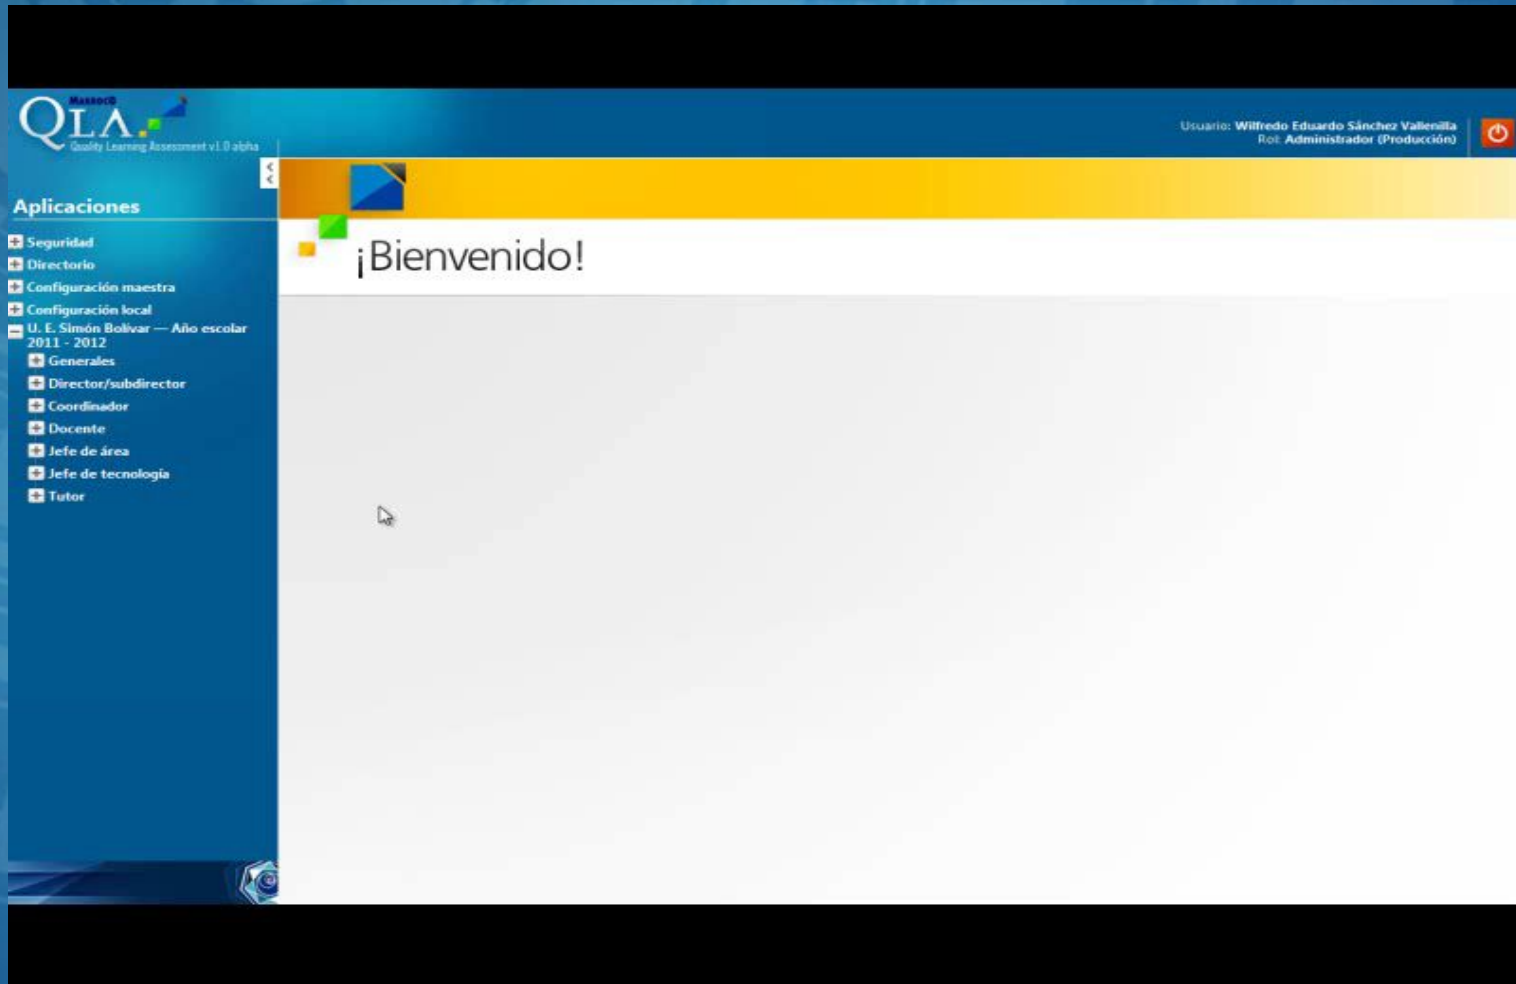 MarrocO
QLA
Quality Learning Assessment v1.0 alpha
Usuario: Wilfredo Eduardo Sánchez Vallenilla
Rol: Administrador (Producción)
Aplicaciones
Seguridad
Directorio
Configuración maestra
Configuración local
U. E. Simón Bolívar — Año escolar
2011 - 2012
Generales
Director/subdirector
Coordinador
Docente
Jefe de área
Jefe de tecnología
Tutor
¡Bienvenido!